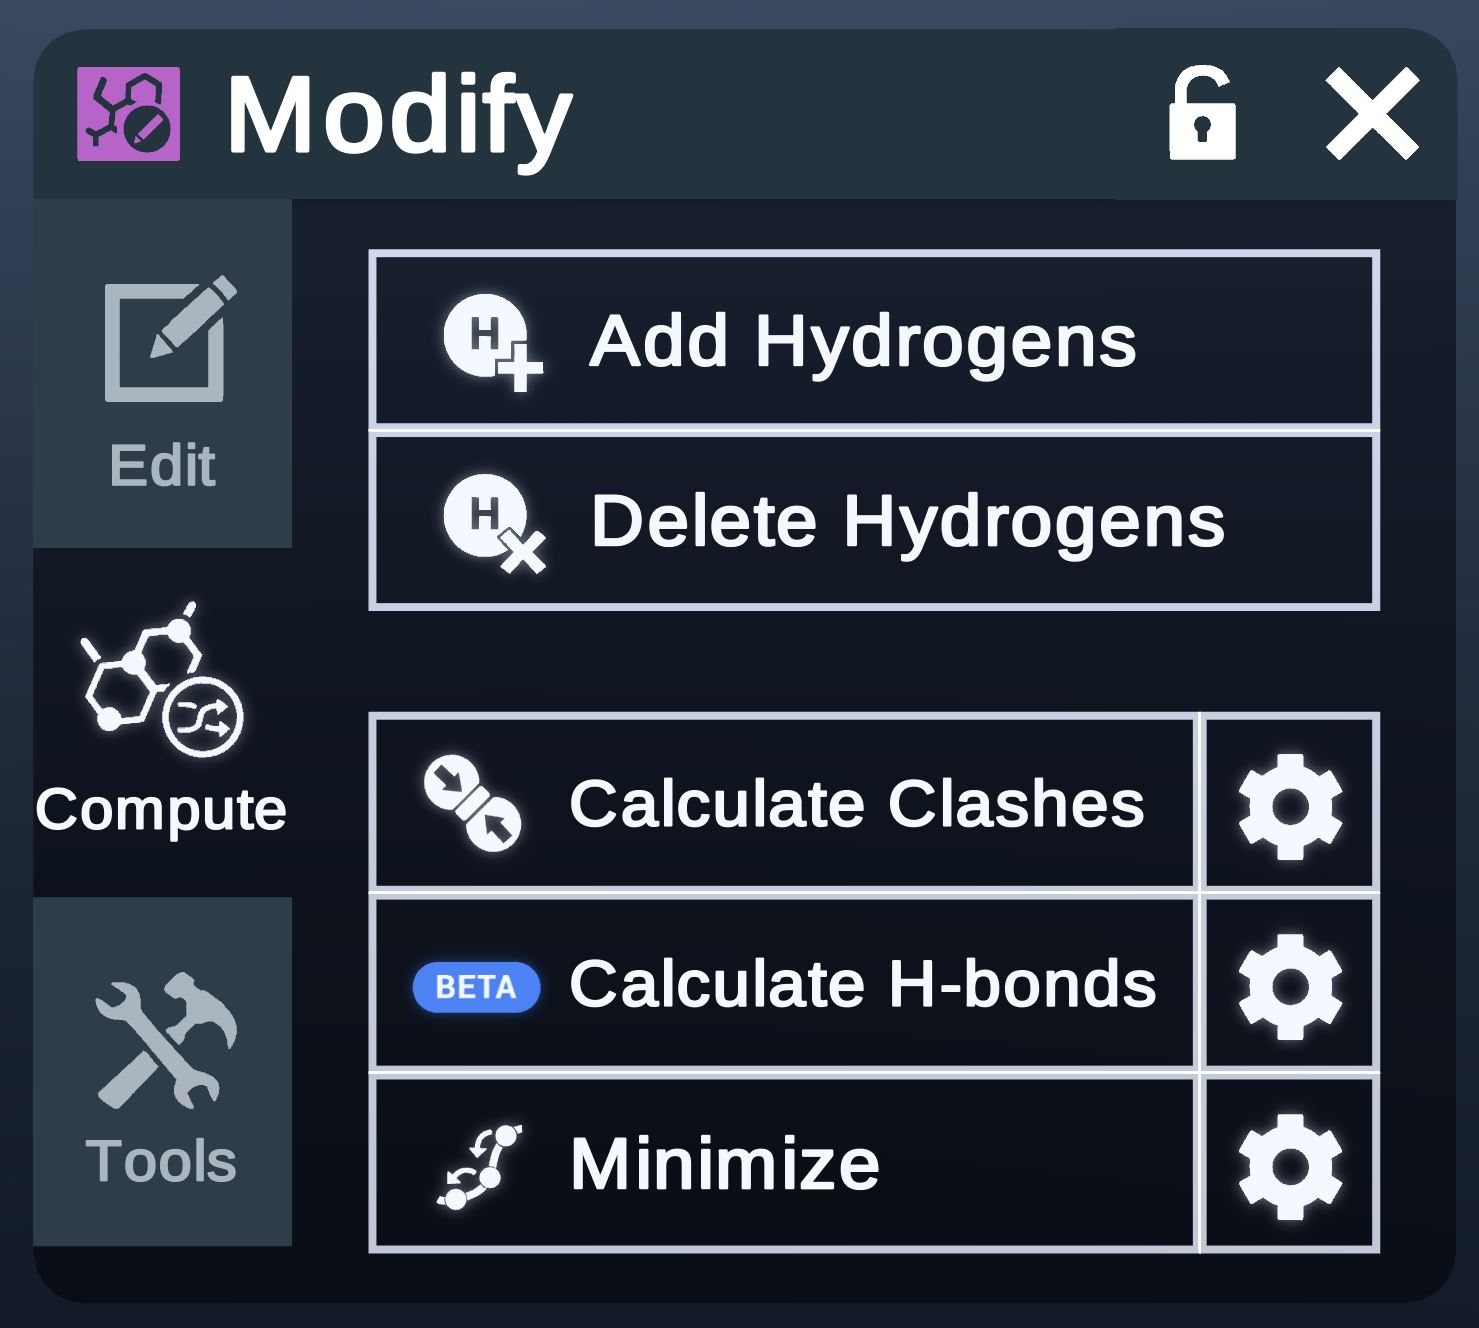 Modify
Edit
Compute
Tools
H
Add Hydrogens
H
Delete Hydrogens
Calculate Clashes
BETA Calculate H-bonds
Minimize